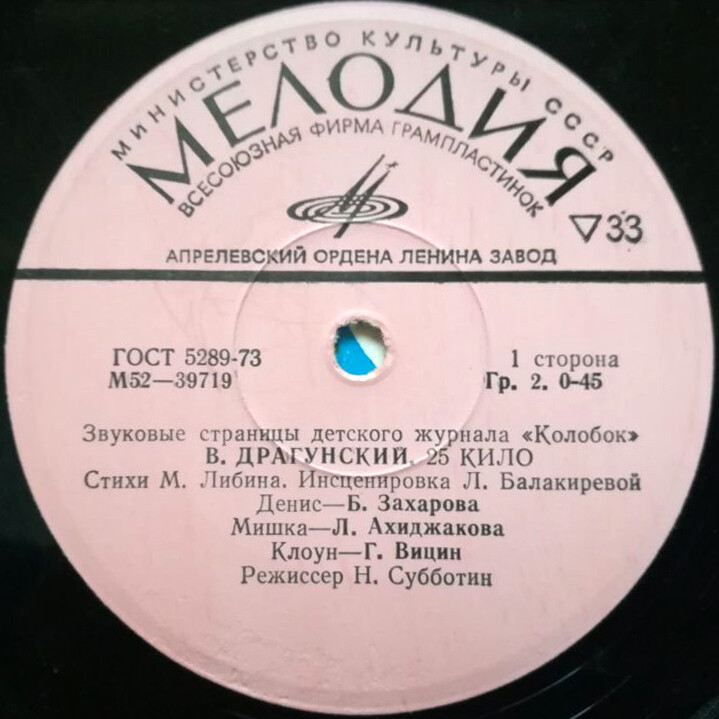 МИНИСТЕРСТВО КУЛЬТУРЫ СССР
МЕЛОДИЯ
ВСЕСОЮЗНАЯ ФИРМА ГРАМПЛАСТИНОК
33
АПРЕЛЕВСКИЙ ОРДЕНА ЛЕНИНА ЗАВОД
ГОСТ 5289-73 1 сторона
М52—39719 Гр. 2. 0-45
Звуковые страницы детского журнала «Колобок»
В. ДРАГУНСКИЙ, 25 КИЛО
Стихи М. Либина. Инсценировка Л. Балакиревой
Денис—Б. Захарова
Мишка—Л. Ахиджакова
Клоун—Г. Вицин
Режиссер Н. Субботин